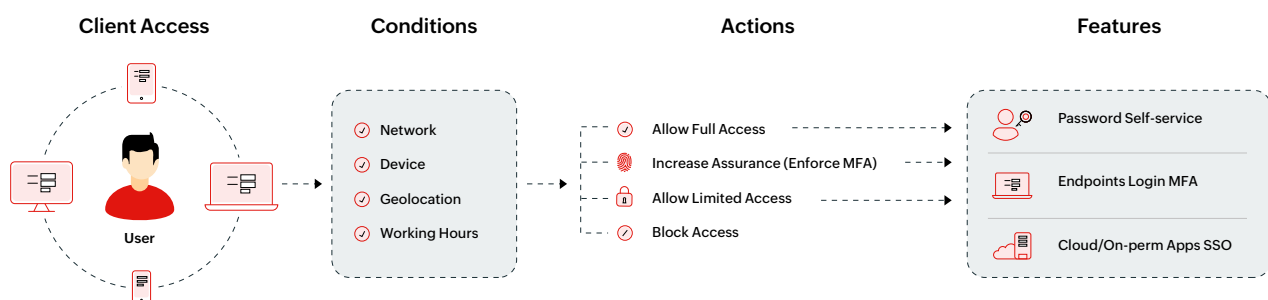 Client Access
Conditions
Actions
Features
User
Network
Device
Geolocation
Working Hours
Allow Full Access
Increase Assurance (Enforce MFA)
Allow Limited Access
Block Access
Password Self-service
Endpoints Login MFA
Cloud/On-perm Apps SSO